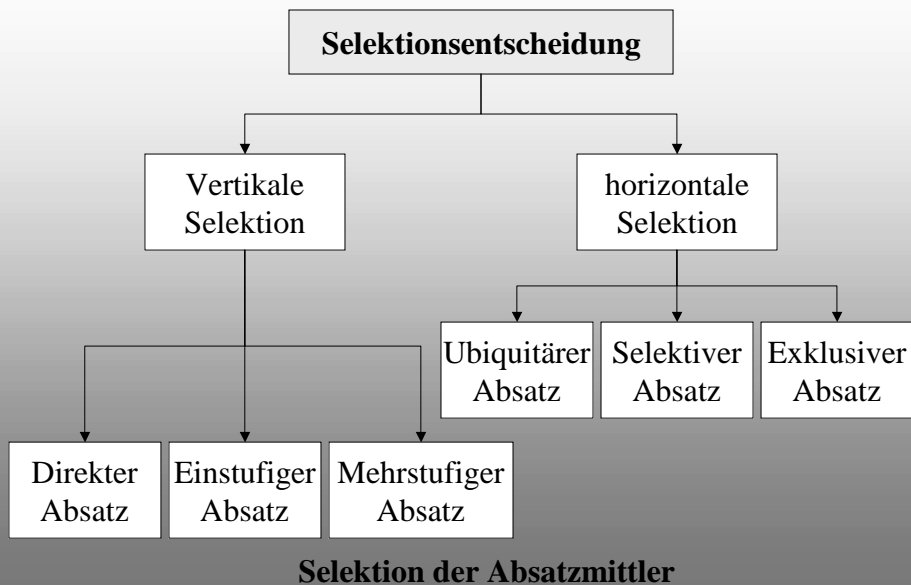 Selektionsentscheidung
Vertikale
Selektion
horizontale
Selektion
Ubiquitärer
Absatz
Selektiver
Absatz
Exklusiver
Absatz
Direkter
Absatz
Einstufiger
Absatz
Mehrstufiger
Absatz
Selektion der Absatzmittler